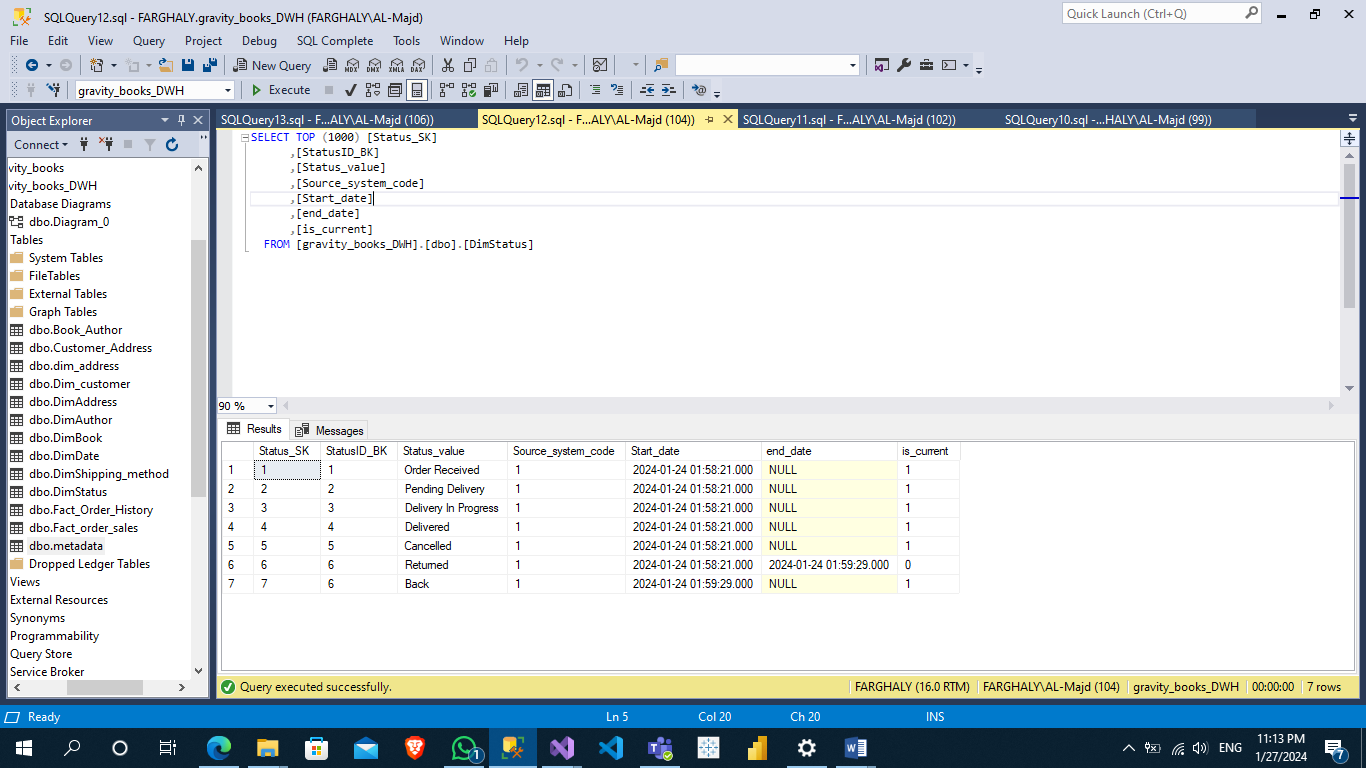 SQLQuery12.sql - FARGHALY.gravity_books_DWH (FARGHALY\AL-Majd)
Quick Launch (Ctrl+Q)
File Edit View Query Project Debug SQL Complete Tools Window Help
New Query MDX DMX XMLA DAX
gravity_books_DWH Execute
Object Explorer
SQLQuery13.sql - F...ALY\AL-Majd (106)) SQLQuery12.sql - F...ALY\AL-Majd (104)) SQLQuery11.sql - F...ALY\AL-Majd (102)) SQLQuery10.sql -...HALY\AL-Majd (99))
Connect
vity_books
vity_books_DWH
Database Diagrams
dbo.Diagram_0
Tables
System Tables
FileTables
External Tables
Graph Tables
dbo.Book_Author
dbo.Customer_Address
dbo.dim_address
dbo.Dim_customer
dbo.DimAddress
dbo.DimAuthor
dbo.DimBook
dbo.DimDate
dbo.DimShipping_method
dbo.DimStatus
dbo.Fact_Order_History
dbo.Fact_order_sales
dbo.metadata
Dropped Ledger Tables
Views
External Resources
Synonyms
Programmability
Query Store
Service Broker
SELECT TOP (1000) [Status_SK]
,[StatusID_BK]
,[Status_value]
,[Source_system_code]
,[Start_date]
,[end_date]
,[is_current]
FROM [gravity_books_DWH].[dbo].[DimStatus]
90 %
Results Messages
Status_SK StatusID_BK Status_value Source_system_code Start_date end_date is_current
1 1 1 Order Received 1 2024-01-24 01:58:21.000 NULL 1
2 2 2 Pending Delivery 1 2024-01-24 01:58:21.000 NULL 1
3 3 3 Delivery In Progress 1 2024-01-24 01:58:21.000 NULL 1
4 4 4 Delivered 1 2024-01-24 01:58:21.000 NULL 1
5 5 5 Cancelled 1 2024-01-24 01:58:21.000 NULL 1
6 6 6 Returned 1 2024-01-24 01:58:21.000 2024-01-24 01:59:29.000 0
7 7 6 Back 1 2024-01-24 01:59:29.000 NULL 1
Query executed successfully. FARGHALY (16.0 RTM) FARGHALY\AL-Majd (104) gravity_books_DWH 00:00:00 7 rows
Ready Ln 5 Col 20 Ch 20 INS
1
ENG
11:13 PM
1/27/2024
7